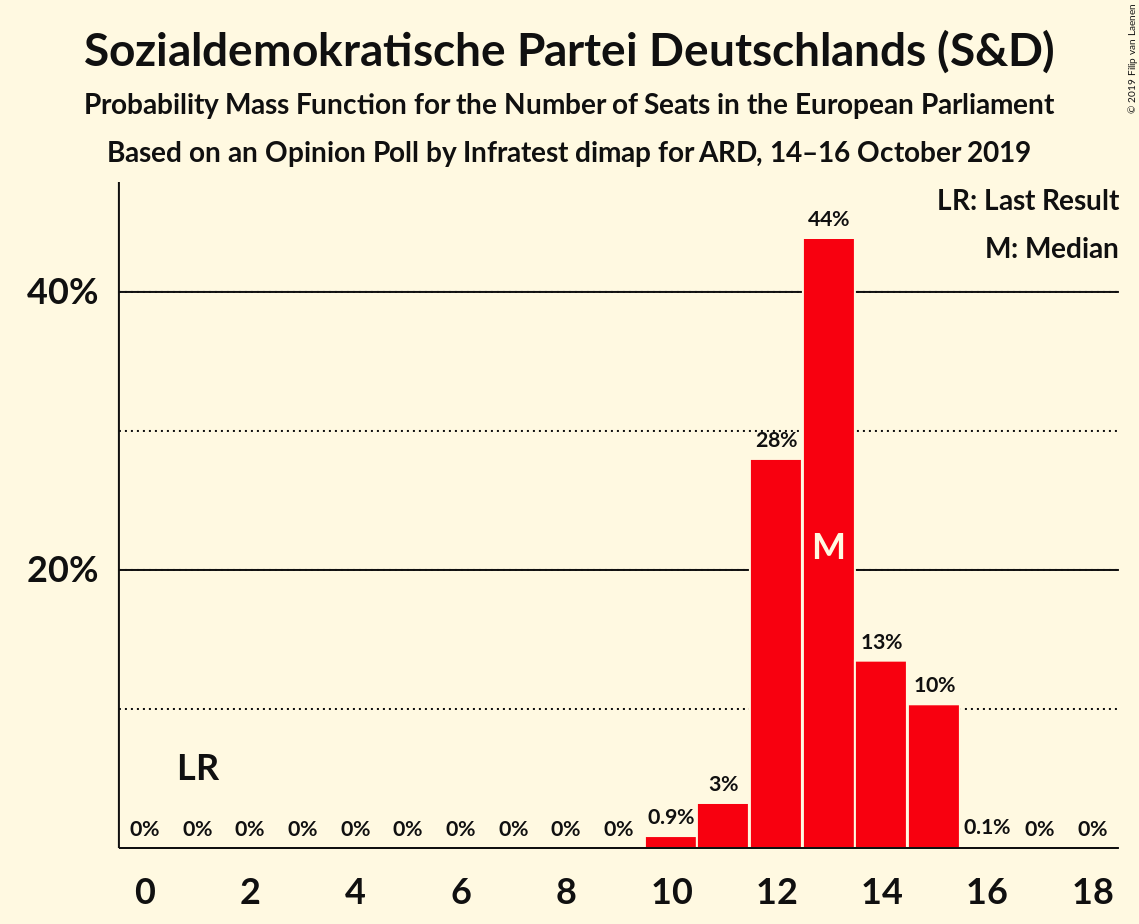 Sozialdemokratische Partei Deutschlands (S&D)
Probability Mass Function for the Number of Seats in the European Parliament
Based on an Opinion Poll by Infratest dimap for ARD, 14–16 October 2019
© 2019 Filip van Laenen
LR: Last Result
M: Median
44%
40%
28%
M
20%
13%
10%
LR
3%
0% 0% 0% 0% 0% 0% 0% 0% 0% 0% 0.9% 0.1% 0% 0%
0 2 4 6 8 10 12 14 16 18